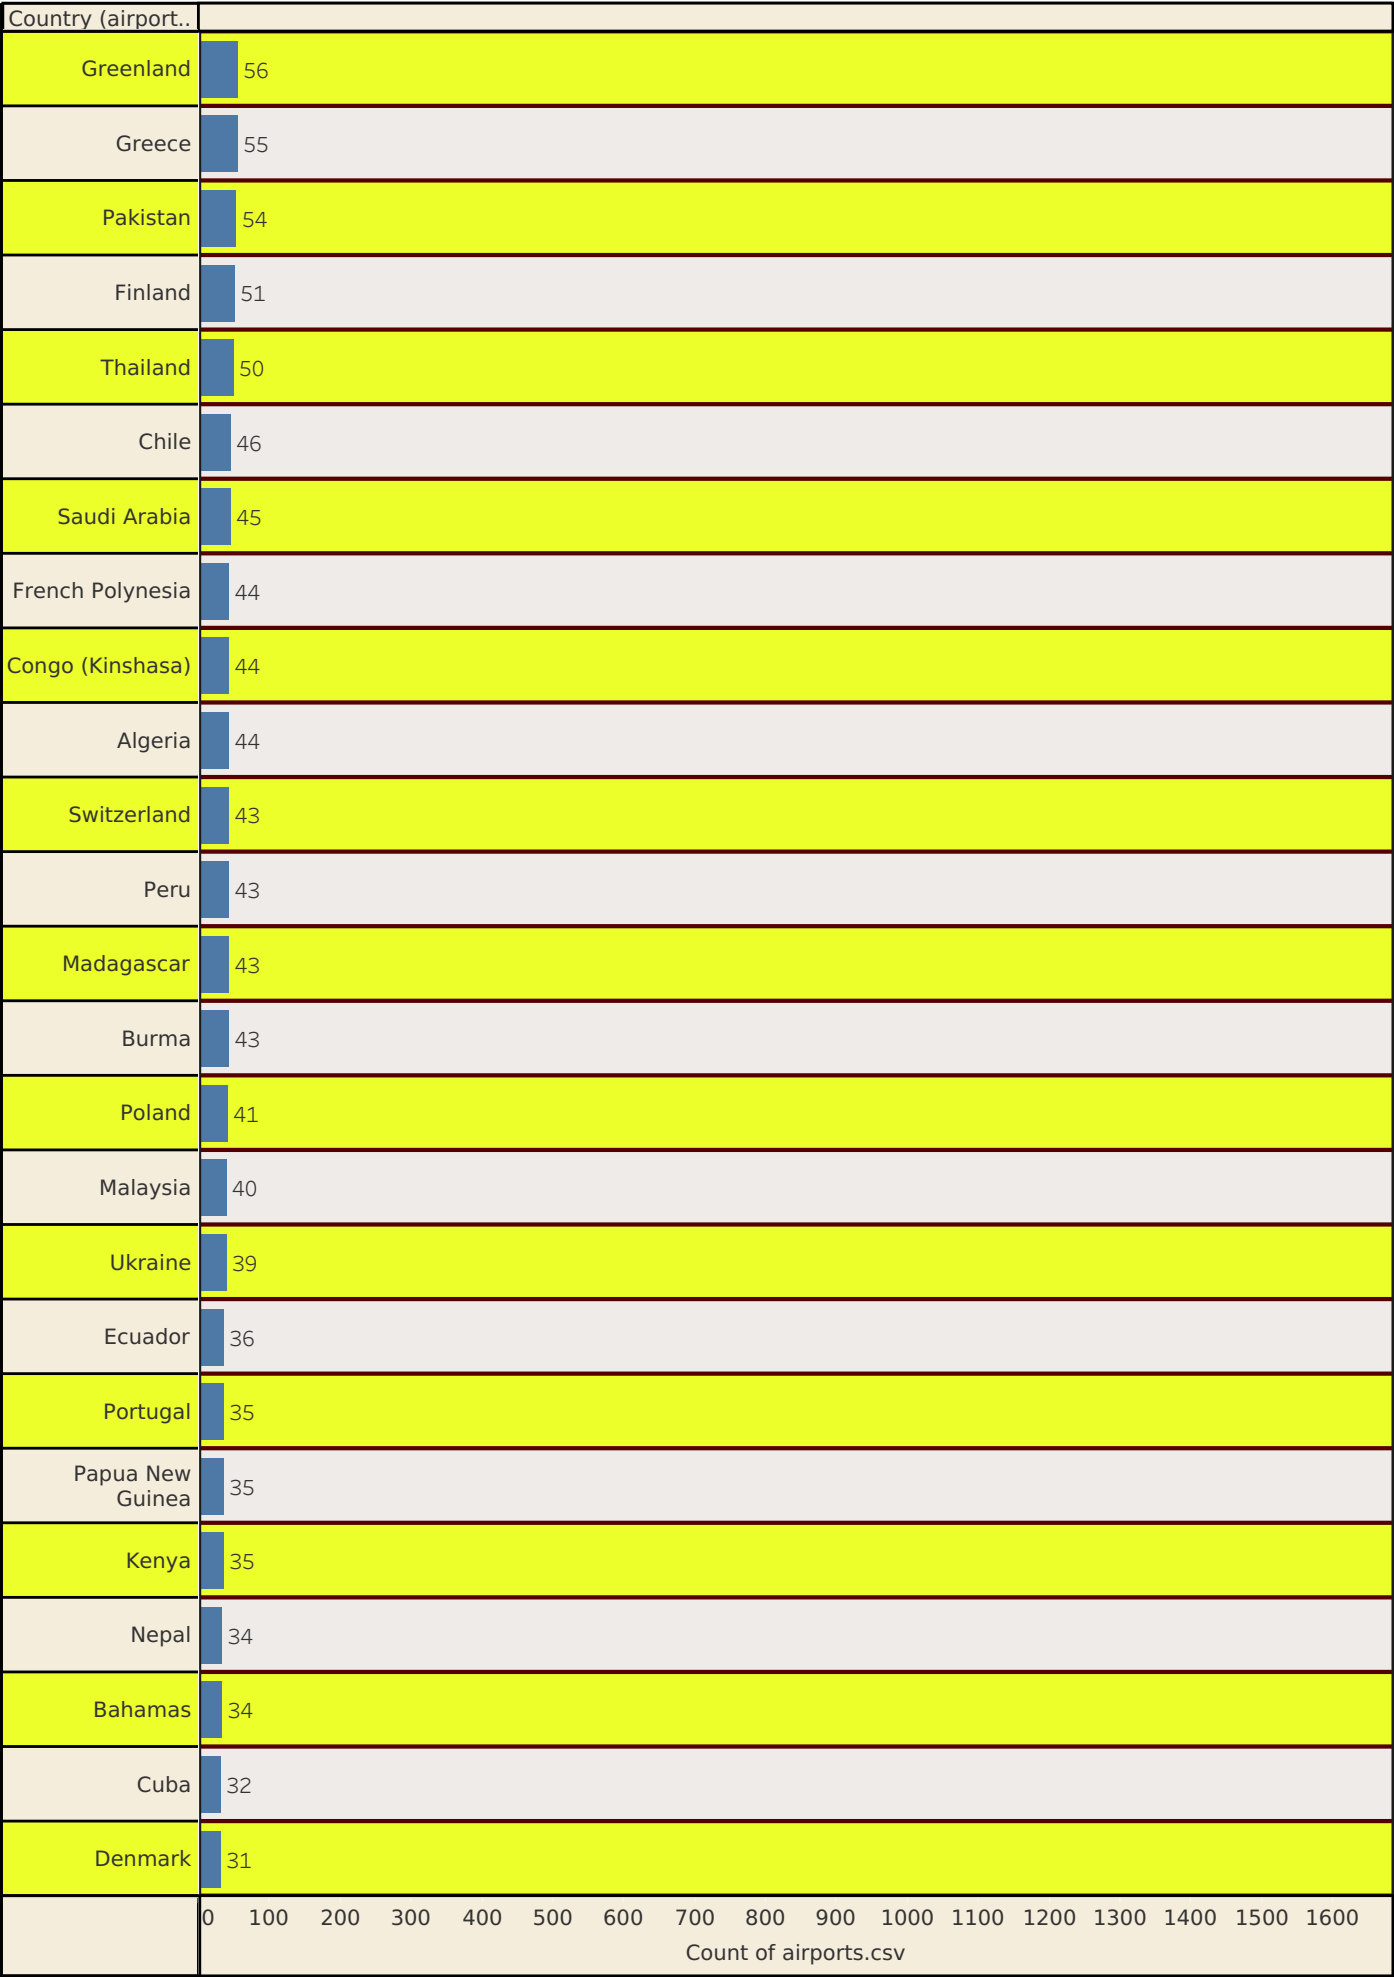 Country (airport..
Greenland 56
Greece 55
Pakistan 54
Finland 51
Thailand 50
Chile 46
Saudi Arabia 45
French Polynesia 44
Congo (Kinshasa) 44
Algeria 44
Switzerland 43
Peru 43
Madagascar 43
Burma 43
Poland 41
Malaysia 40
Ukraine 39
Ecuador 36
Portugal 35
Papua New
Guinea 35
Kenya 35
Nepal 34
Bahamas 34
Cuba 32
Denmark 31
0 100 200 300 400 500 600 700 800 900 1000 1100 1200 1300 1400 1500 1600
Count of airports.csv